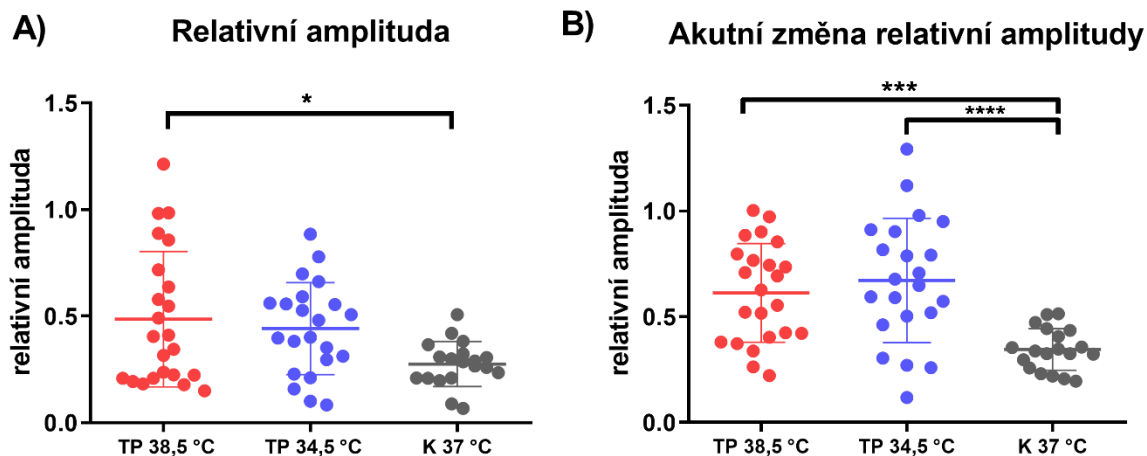 A) Relativní amplituda
*
relativní amplituda
1.5
1.0
0.5
0.0
TP 38,5 °C TP 34,5 °C K 37 °C
B) Akutní změna relativní amplitudy
***
****
relativní amplituda
1.5
1.0
0.5
0.0
TP 38,5 °C TP 34,5 °C K 37 °C